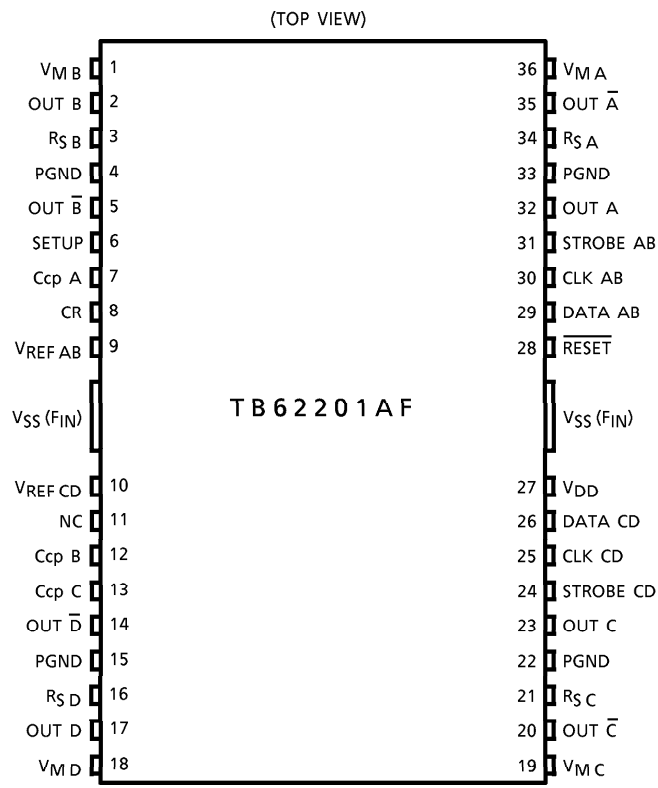 (TOP VIEW)
VM B 1 36 VM A
OUT B 2 35 OUT A̅
RS B 3 34 RS A
PGND 4 33 PGND
OUT B̅ 5 32 OUT A
SETUP 6 31 STROBE AB
Ccp A 7 30 CLK AB
CR 8 29 DATA AB
VREF AB 9 28 R̅E̅S̅E̅T̅
VSS (FIN) TB62201AF VSS (FIN)
VREF CD 10 27 VDD
NC 11 26 DATA CD
Ccp B 12 25 CLK CD
Ccp C 13 24 STROBE CD
OUT D̅ 14 23 OUT C
PGND 15 22 PGND
RS D 16 21 RS C
OUT D 17 20 OUT C̅
VM D 18 19 VM C